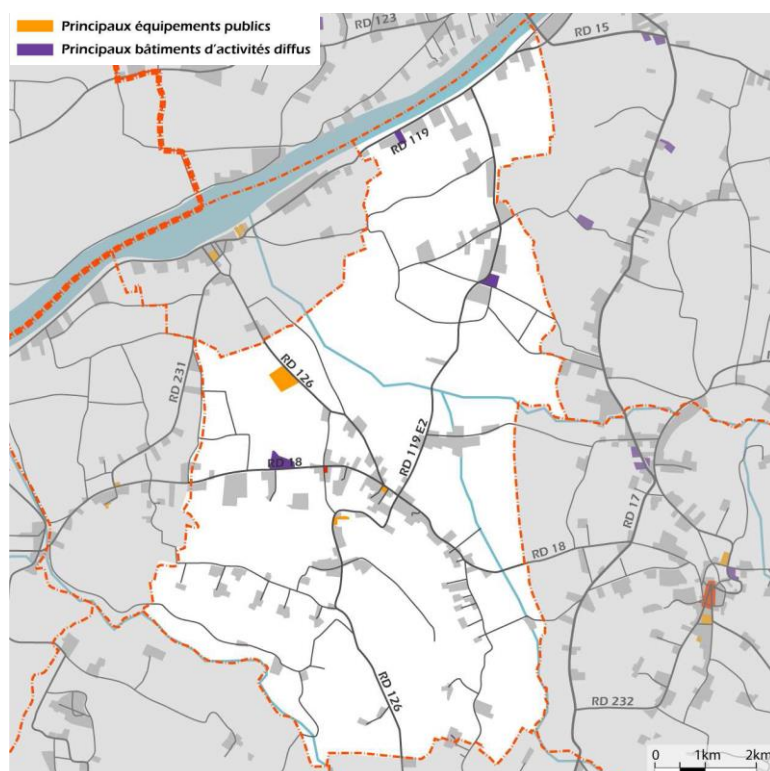 Principaux équipements publics
Principaux bâtiments d'activités diffus
RD 123
RD 15
RD 119
RD 126
RD 231
RD 119 E2
RD 18
RD 17
RD 18
RD 126
RD 232
0 1km 2km